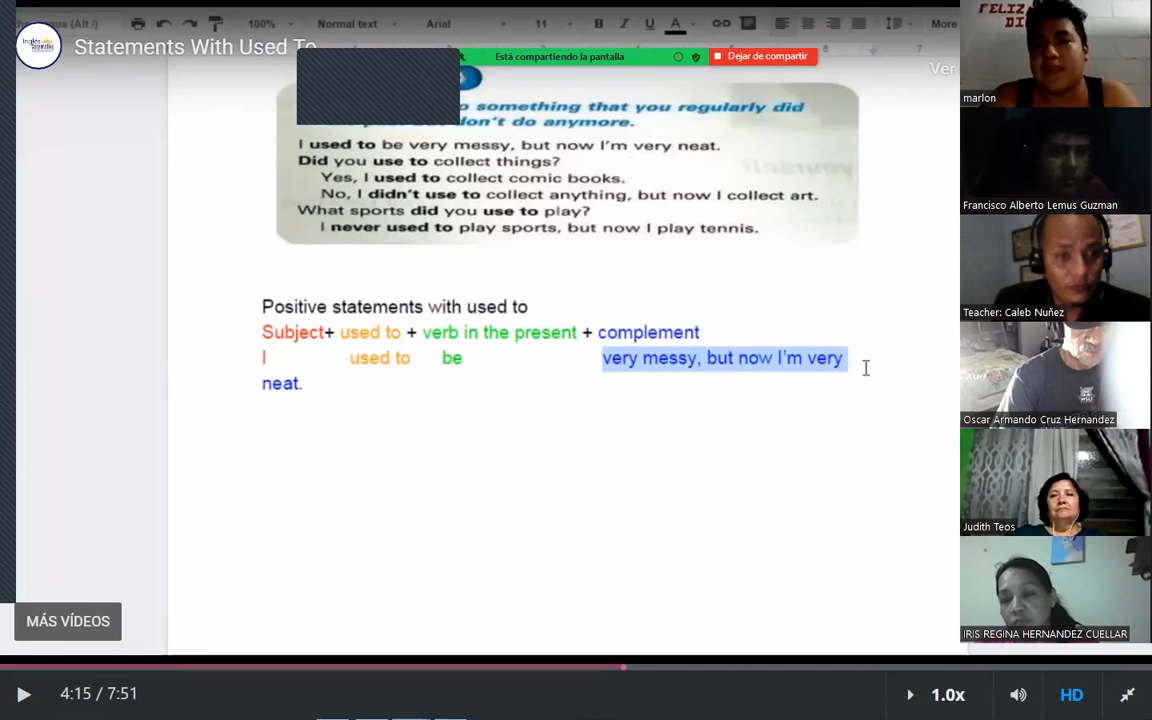 100%
Normal text
Arial
11
B I U A
More
Inglés
Statements With Used To
Está compartiendo la pantalla
Dejar de compartir
Ver
something that you regularly did
don't do anymore.
I used to be very messy, but now I'm very neat.
Did you use to collect things?
Yes, I used to collect comic books.
No, I didn't use to collect anything, but now I collect art.
What sports did you use to play?
I never used to play sports, but now I play tennis.
Positive statements with used to
Subject+ used to + verb in the present + complement
I used to be very messy, but now I'm very
neat.
MÁS VÍDEOS
4:15 / 7:51
1.0x
HD
FELIZ
DI
marlon
Francisco Alberto Lemus Guzman
Teacher: Caleb Nuñez
Oscar Armando Cruz Hernandez
Judith Teos
IRIS REGINA HERNANDEZ CUELLAR